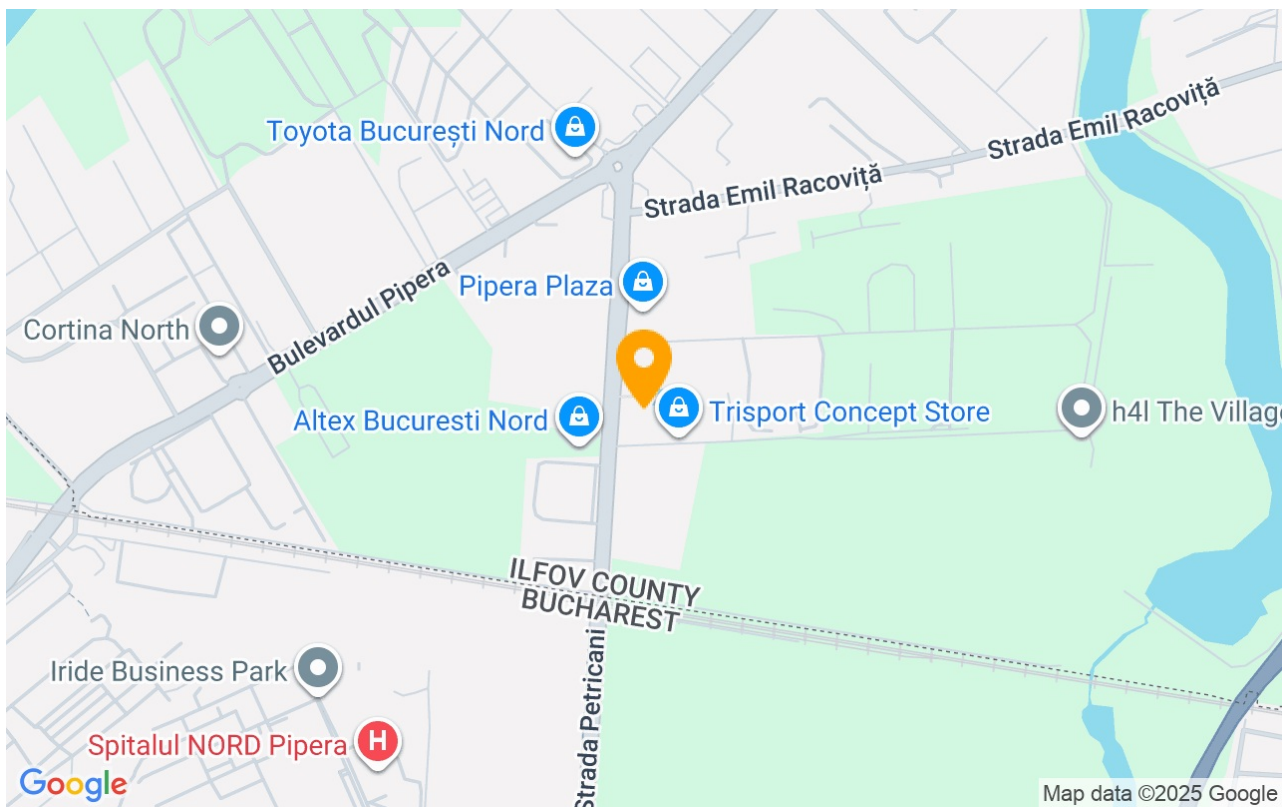 Toyota București Nord
Strada Emil Racoviță
Strada Emil Racoviță
Pipera Plaza
Bulevardul Pipera
Cortina North
Altex Bucuresti Nord
Trisport Concept Store
h4l The Village
ILFOV COUNTY
BUCHAREST
Strada Petricani
Iride Business Park
Spitalul NORD Pipera
H
Google
Map data ©2025 Google